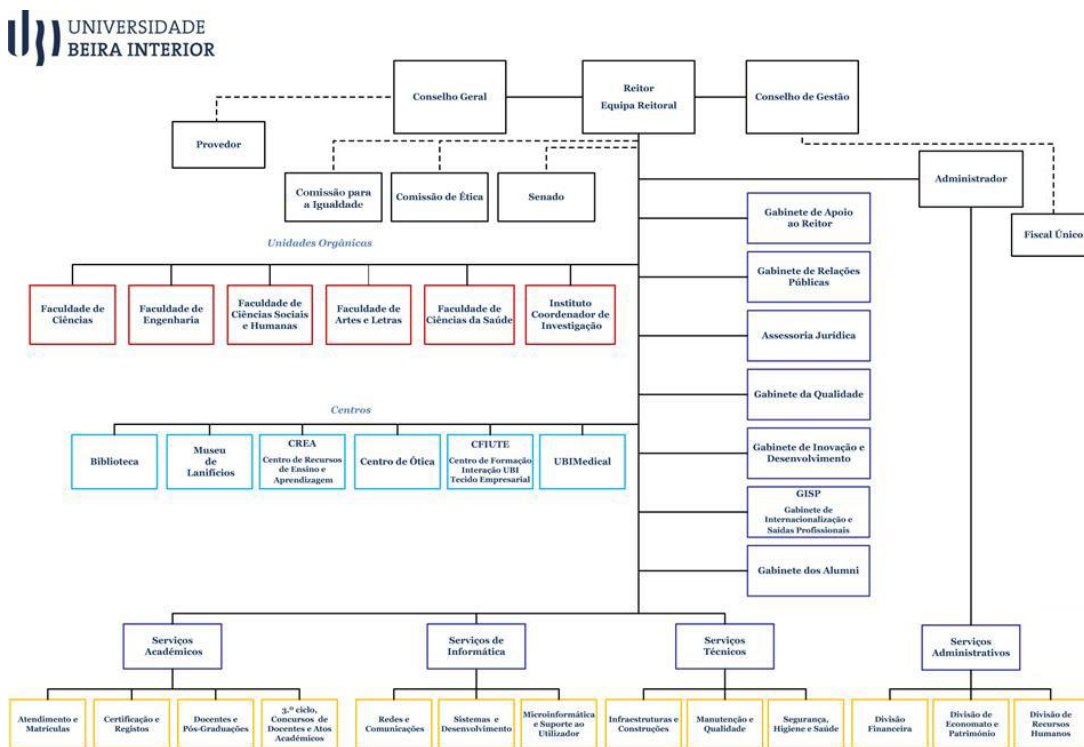 UNIVERSIDADE
BEIRA INTERIOR
Conselho Geral
Reitor
Equipa Reitoral
Conselho de Gestão
Provedor
Administrador
Comissão para
a Igualdade
Comissão de Ética
Senado
Fiscal Único
Gabinete de Apoio
ao Reitor
Unidades Orgânicas
Gabinete de Relações
Públicas
Faculdade de
Ciências
Faculdade de
Engenharia
Faculdade de
Ciências Sociais
e Humanas
Faculdade de
Artes e Letras
Faculdade de
Ciências da Saúde
Instituto
Coordenador de
Investigação
Assessoria Jurídica
Gabinete da Qualidade
Centros
Biblioteca
Museu
de
Lanifícios
CREA
Centro de Recursos
de Ensino e
Aprendizagem
Centro de Ótica
CFIUTE
Centro de Formação
Interação UBI
Tecido Empresarial
UBIMedical
Gabinete de Inovação e
Desenvolvimento
GISP
Gabinete de
Internacionalização e
Saídas Profissionais
Gabinete dos Alumni
Serviços
Académicos
Serviços de
Informática
Serviços
Técnicos
Serviços
Administrativos
Atendimento e
Matrículas
Certificação e
Registos
Docentes e
Pós-Graduações
3.º ciclo,
Concursos de
Docentes e Atos
Académicos
Redes e
Comunicações
Sistemas e
Desenvolvimento
Microinformática
e Suporte ao
Utilizador
Infraestruturas e
Construções
Manutenção e
Qualidade
Segurança,
Higiene e Saúde
Divisão
Financeira
Divisão de
Economato e
Património
Divisão de
Recursos
Humanos